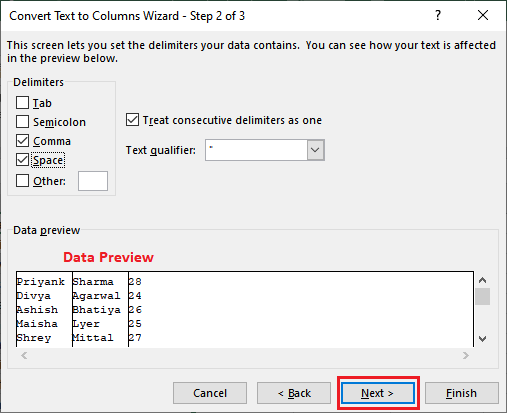 Convert Text to Columns Wizard - Step 2 of 3
This screen lets you set the delimiters your data contains. You can see how your text is affected
in the preview below.
Delimiters
Tab
Semicolon
Comma
Space
Other:
Treat consecutive delimiters as one
Text qualifier: "
Data preview
Data Preview
Priyank Sharma 28
Divya Agarwal 24
Ashish Bhatiya 26
Maisha Lyer 25
Shrey Mittal 27
Cancel < Back Next > Finish